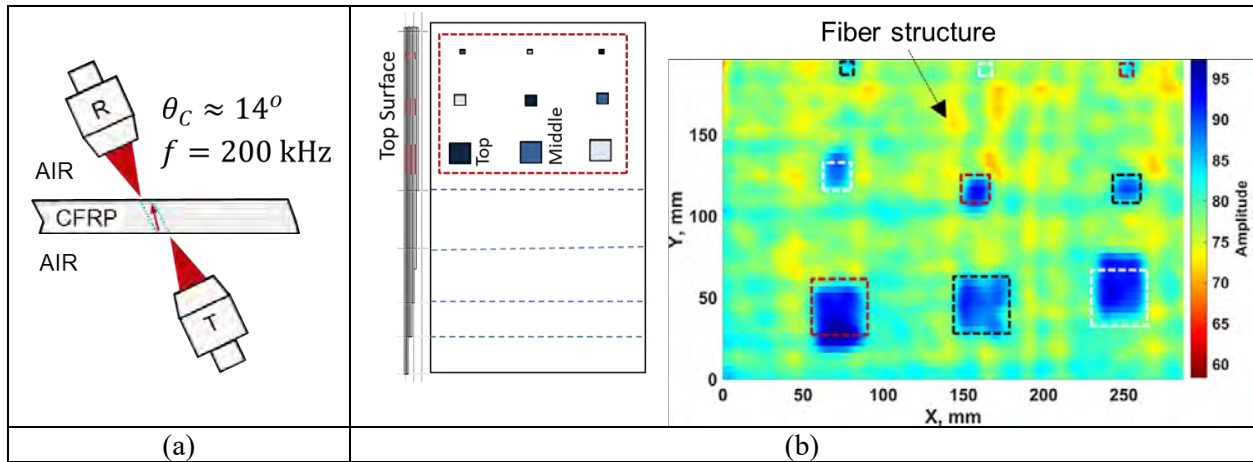 R
θC ≈ 14°
f = 200 kHz
AIR
CFRP
AIR
T
(a)
Top Surface
Top
Middle
Fiber structure
Y, mm
150
100
50
0
0
50
100
150
200
250
X, mm
95
90
85
80
75
70
65
60
Amplitude
(b)